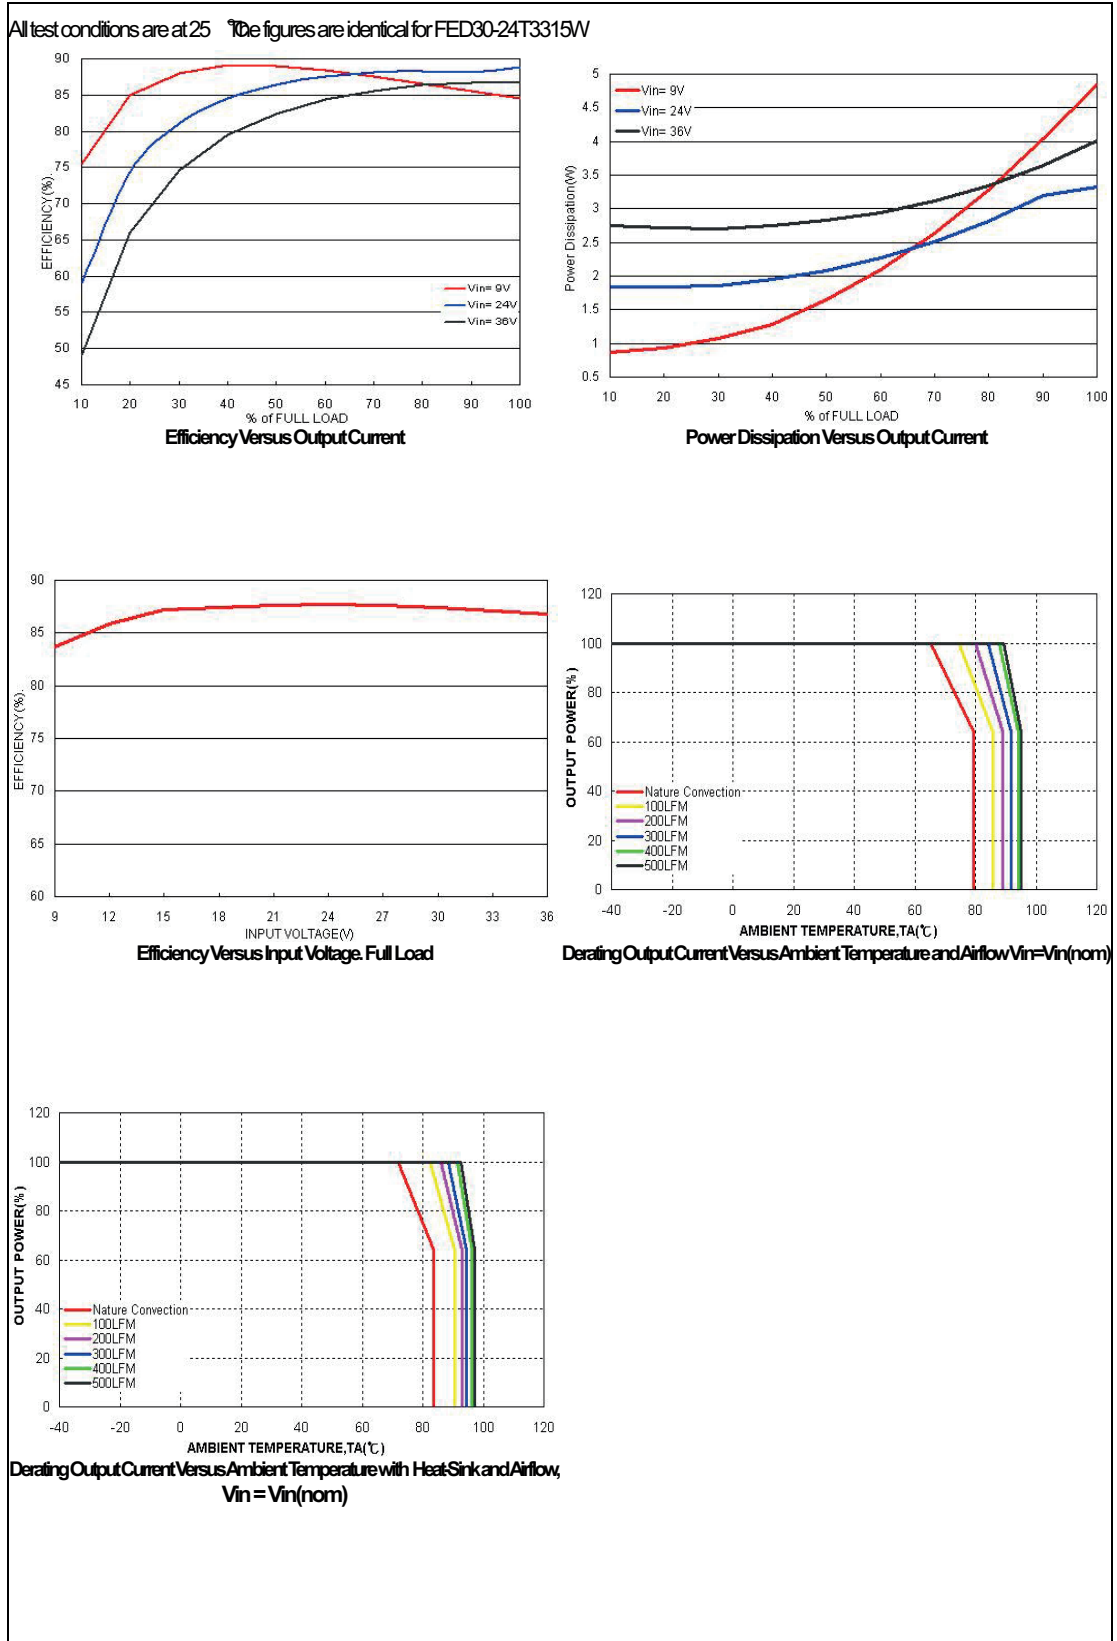 All test conditions are at 25 ℃ The figures are identical for FED30-24T3315W
90
85
80
75
70
65
60
55
50
45
EFFICIENCY(%).
Vin= 9V
Vin= 24V
Vin= 36V
10 20 30 40 50 60 70 80 90 100
% of FULL LOAD
Efficiency Versus Output Current
5
4.5
4
3.5
3
2.5
2
1.5
1
0.5
Power Dissipation(W)
Vin= 9V
Vin= 24V
Vin= 36V
10 20 30 40 50 60 70 80 90 100
% of FULL LOAD
Power Dissipation Versus Output Current
90
85
80
75
70
65
60
EFFICIENCY(%).
9 12 15 18 21 24 27 30 33 36
INPUT VOLTAGE(V)
Efficiency Versus Input Voltage. Full Load
120
100
80
60
40
20
0
OUTPUT POWER(%)
Nature Convection
100LFM
200LFM
300LFM
400LFM
500LFM
-40 -20 0 20 40 60 80 100 120
AMBIENT TEMPERATURE,TA(℃)
Derating Output Current Versus Ambient Temperature and Airflow Vin=Vin(nom)
120
100
80
60
40
20
0
OUTPUT POWER(%)
Nature Convection
100LFM
200LFM
300LFM
400LFM
500LFM
-40 -20 0 20 40 60 80 100 120
AMBIENT TEMPERATURE,TA(℃)
Derating Output Current Versus Ambient Temperature with Heat-Sink and Airflow,
Vin = Vin(nom)